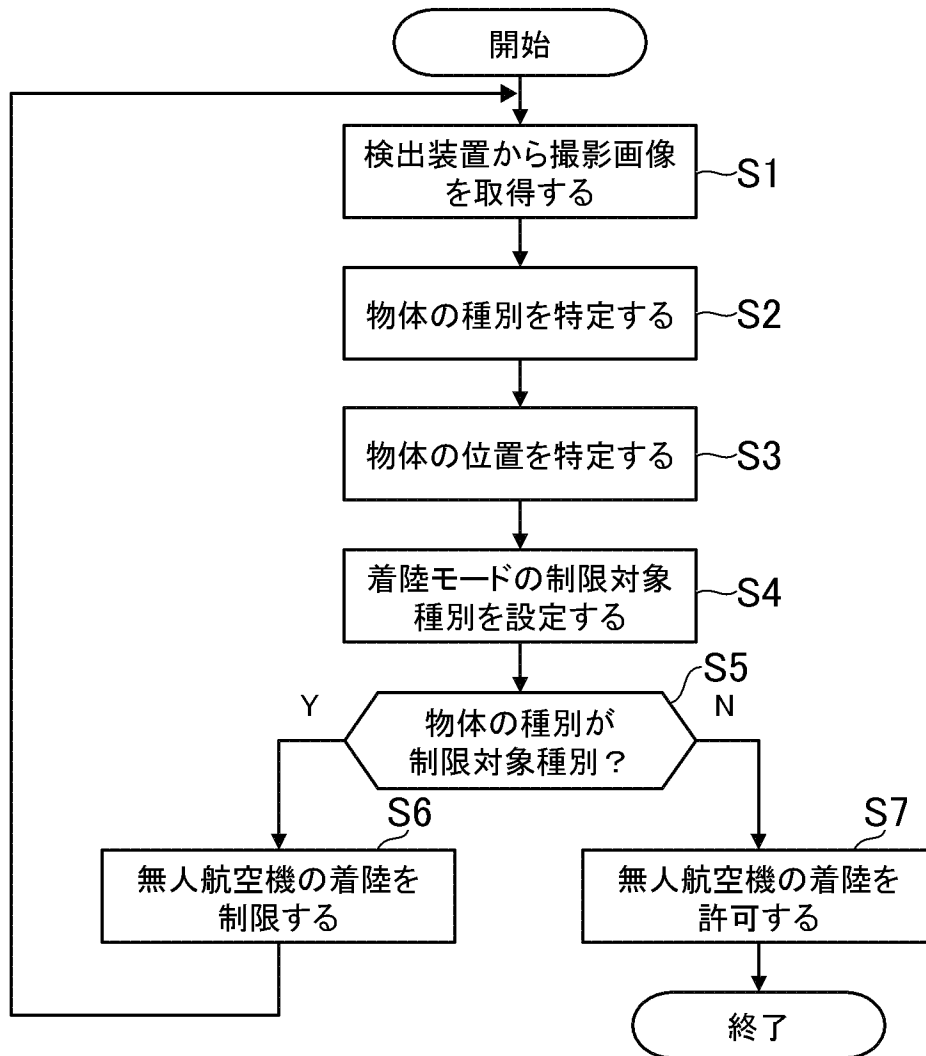 開始
検出装置から撮影画像
を取得する
S1
物体の種別を特定する
S2
物体の位置を特定する
S3
着陸モードの制限対象
種別を設定する
S4
S5
Y
物体の種別が
制限対象種別？
N
S6
無人航空機の着陸を
制限する
S7
無人航空機の着陸を
許可する
終了